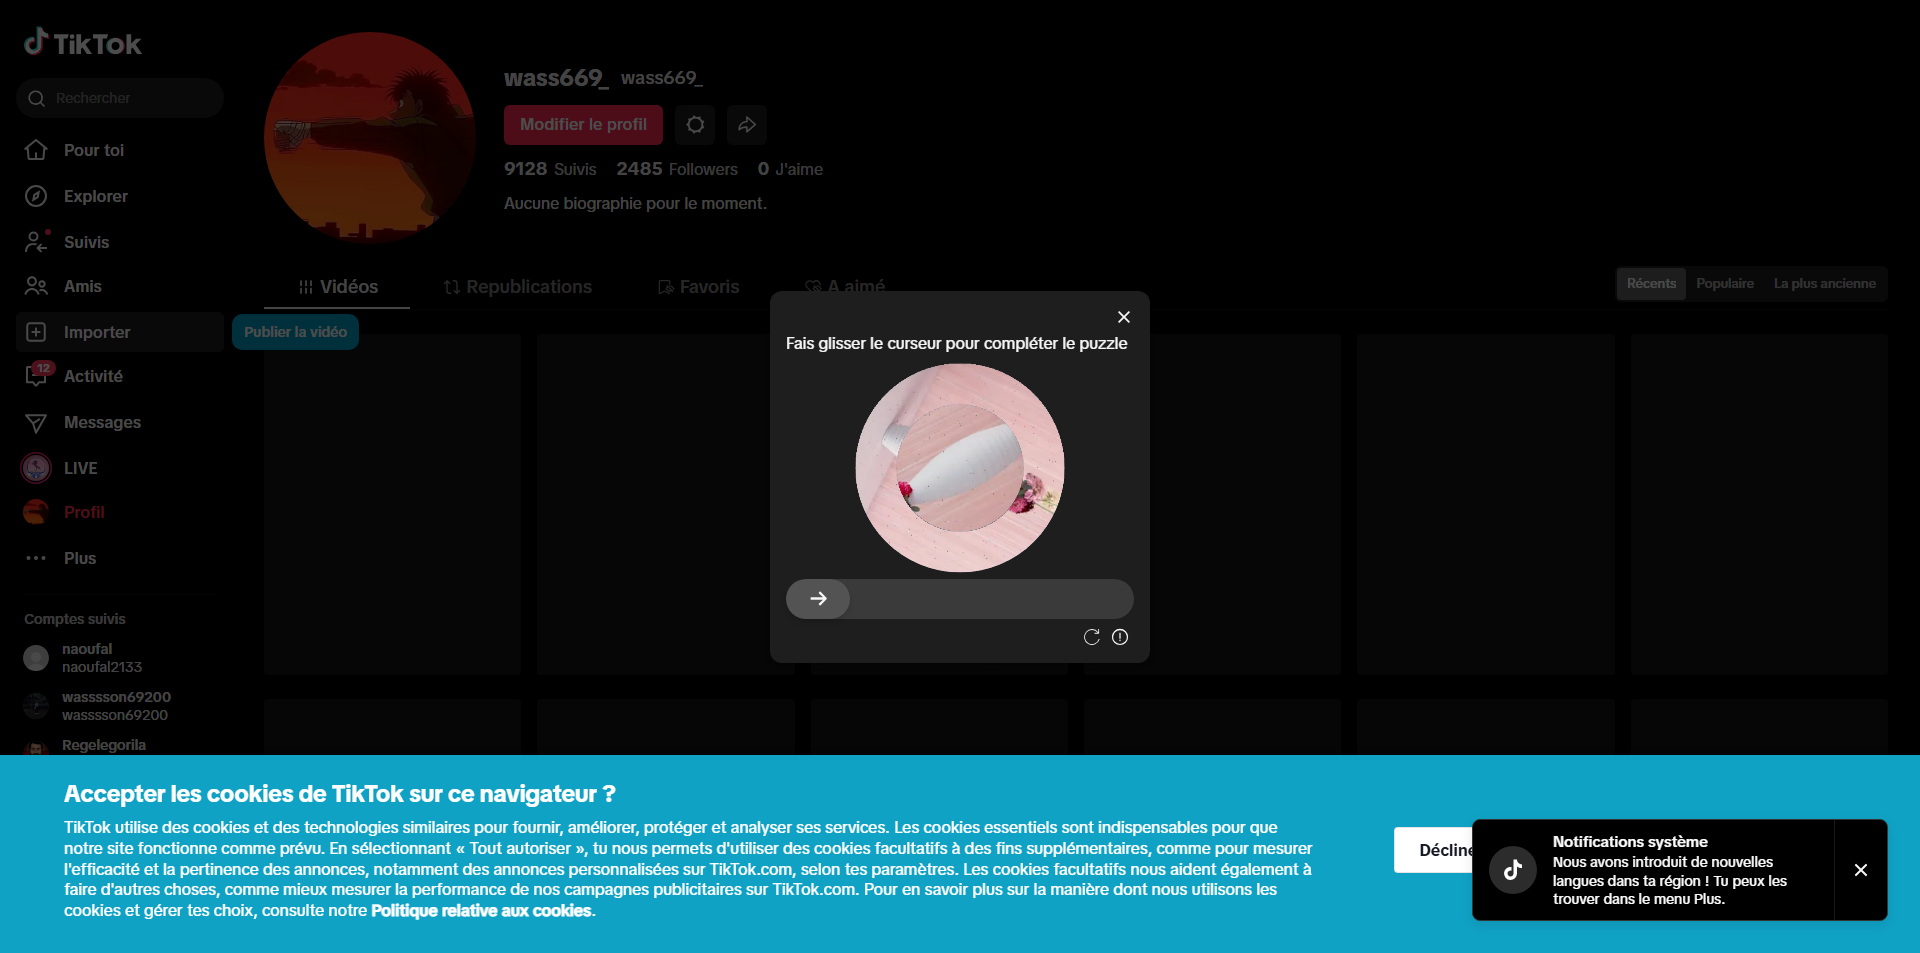 TikTok
Rechercher
Pour toi
Explorer
Suivis
Amis
Importer
12
Activité
Messages
LIVE
Profil
Plus
Comptes suivis
naoufal
naoufal2133
wasssson69200
wasssson69200
Regelegorila
wass669_ wass669_
Modifier le profil
9128 Suivis 2485 Followers 0 J'aime
Aucune biographie pour le moment.
Vidéos Republications Favoris A aimé
Récents Populaire La plus ancienne
Publier la vidéo
Fais glisser le curseur pour compléter le puzzle
Accepter les cookies de TikTok sur ce navigateur ?
TikTok utilise des cookies et des technologies similaires pour fournir, améliorer, protéger et analyser ses services. Les cookies essentiels sont indispensables pour que
notre site fonctionne comme prévu. En sélectionnant « Tout autoriser », tu nous permets d'utiliser des cookies facultatifs à des fins supplémentaires, comme pour mesurer
l'efficacité et la pertinence des annonces, notamment des annonces personnalisées sur TikTok.com, selon tes paramètres. Les cookies facultatifs nous aident également à
faire d'autres choses, comme mieux mesurer la performance de nos campagnes publicitaires sur TikTok.com. Pour en savoir plus sur la manière dont nous utilisons les
cookies et gérer tes choix, consulte notre Politique relative aux cookies.
Notifications système
Nous avons introduit de nouvelles
langues dans ta région ! Tu peux les
trouver dans le menu Plus.